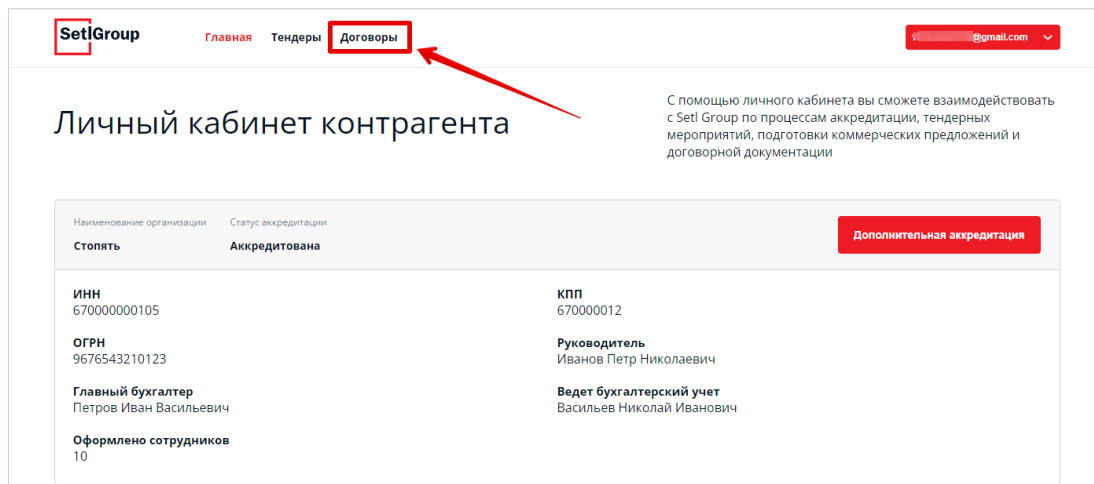 SetlGroup
Главная Тендеры Договоры
@gmail.com
Личный кабинет контрагента
С помощью личного кабинета вы сможете взаимодействовать
с Setl Group по процессам аккредитации, тендерных
мероприятий, подготовки коммерческих предложений и
договорной документации
Наименование организации Статус аккредитации
Стопять Аккредитована
Дополнительная аккредитация
ИНН
670000000105
КПП
670000012
ОГРН
9676543210123
Руководитель
Иванов Петр Николаевич
Главный бухгалтер
Петров Иван Васильевич
Ведет бухгалтерский учет
Васильев Николай Иванович
Оформлено сотрудников
10